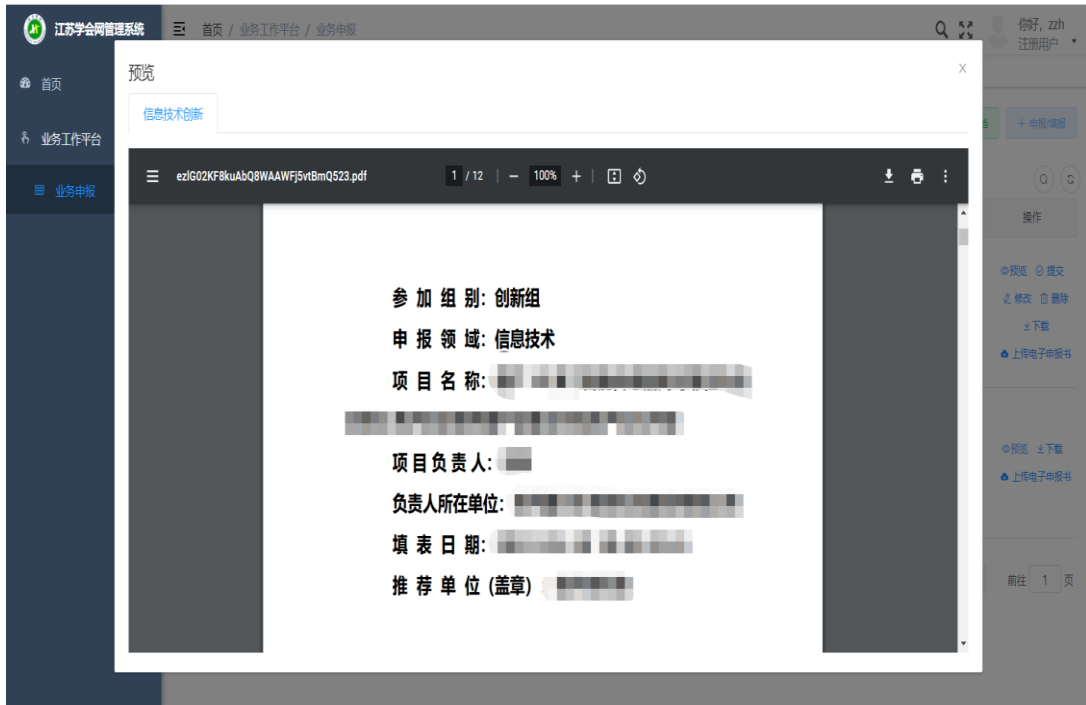 江苏学会网管理系统
首页 / 业务工作平台 / 业务申报
你好, zzh
注册用户
首页
业务工作平台
业务申报
预览
X
信息技术创新
ezlG02KF8kuAbQ8WAAWFj5vtBmQ523.pdf
1 / 12
100%
参 加 组 别: 创新组
申 报 领 域: 信息技术
项 目 名 称:
项目负责人:
负责人所在单位:
填 表 日 期:
推 荐 单 位 (盖章)
+ 申报/填报
操作
预览 提交
修改 删除
下载
上传电子申报书
预览 下载
上传电子申报书
前往 1 页